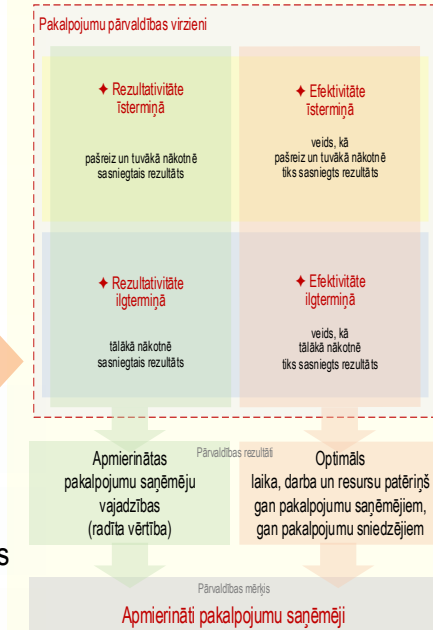 Pakalpojumu pārvaldības virzieni
✦ Rezultativitāte
īstermiņā
pašreiz un tuvākā nākotnē
sasniegtais rezultāts
✦ Efektivitāte
īstermiņā
veids, kā
pašreiz un tuvākā nākotnē
tiks sasniegts rezultāts
✦ Rezultativitāte
ilgtermiņā
tālākā nākotnē
sasniegtais rezultāts
✦ Efektivitāte
ilgtermiņā
veids, kā
tālākā nākotnē
tiks sasniegts rezultāts
Pārvaldības rezultāti
Apmierinātas
pakalpojumu saņēmēju
vajadzības
(radīta vērtība)
Optimāls
laika, darba un resursu patēriņš
gan pakalpojumu saņēmējiem,
gan pakalpojumu sniedzējiem
s
Pārvaldības mērķis
Apmierināti pakalpojumu saņēmēji